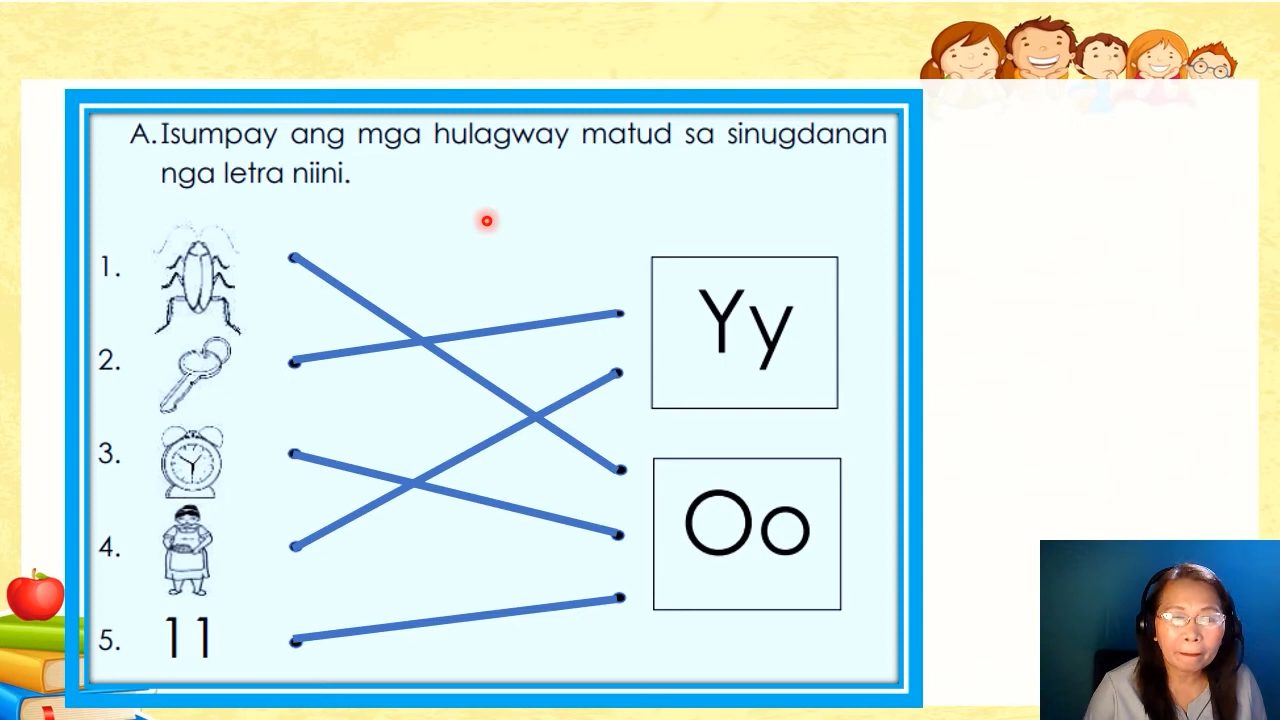 A. Isumpay ang mga hulagway matud sa sinugdanan
nga letra niini.
1.
2.
3.
4.
5. 11
Yy
Oo